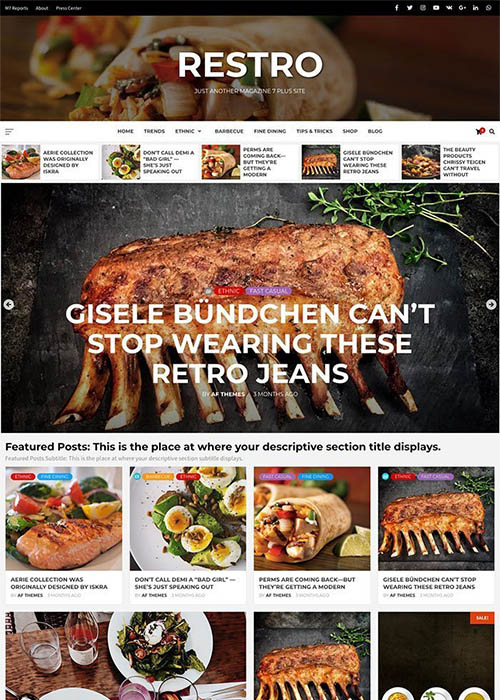 M7 Reports About Press Center
RESTRO
JUST ANOTHER MAGAZINE 7 PLUS SITE
HOME TRENDS ETHNIC BARBECUE FINE DINING TIPS & TRICKS SHOP BLOG
AERIE COLLECTION
WAS ORIGINALLY
DESIGNED BY
ISKRA
DON'T CALL DEMI A
“BAD GIRL” —
SHE'S JUST
SPEAKING OUT
PERMS ARE
COMING BACK—
BUT THEY'RE
GETTING A
MODERN
GISELE BÜNDCHEN
CAN'T STOP
WEARING THESE
RETRO JEANS
THE BEAUTY
PRODUCTS
CHRISSY TEIGEN
CAN'T TRAVEL
WITHOUT
ETHNIC FAST CASUAL
GISELE BÜNDCHEN CAN'T
STOP WEARING THESE
RETRO JEANS
BY AF THEMES / 3 MONTHS AGO
Featured Posts: This is the place at where your descriptive section title displays.
Featured Posts Subtitle: This is the place at where your descriptive section subtitle displays.
ETHNIC FINE DINING
AERIE COLLECTION WAS
ORIGINALLY DESIGNED BY ISKRA
BY AF THEMES 3 MONTHS AGO
BARBECUE ETHNIC
DON'T CALL DEMI A “BAD GIRL” —
SHE'S JUST SPEAKING OUT
BY AF THEMES 3 MONTHS AGO
FAST CASUAL FINE DINING
PERMS ARE COMING BACK—BUT
THEY'RE GETTING A MODERN
BY AF THEMES 3 MONTHS AGO
ETHNIC FAST CASUAL
GISELE BÜNDCHEN CAN'T STOP
WEARING THESE RETRO JEANS
BY AF THEMES 3 MONTHS AGO
SALE!